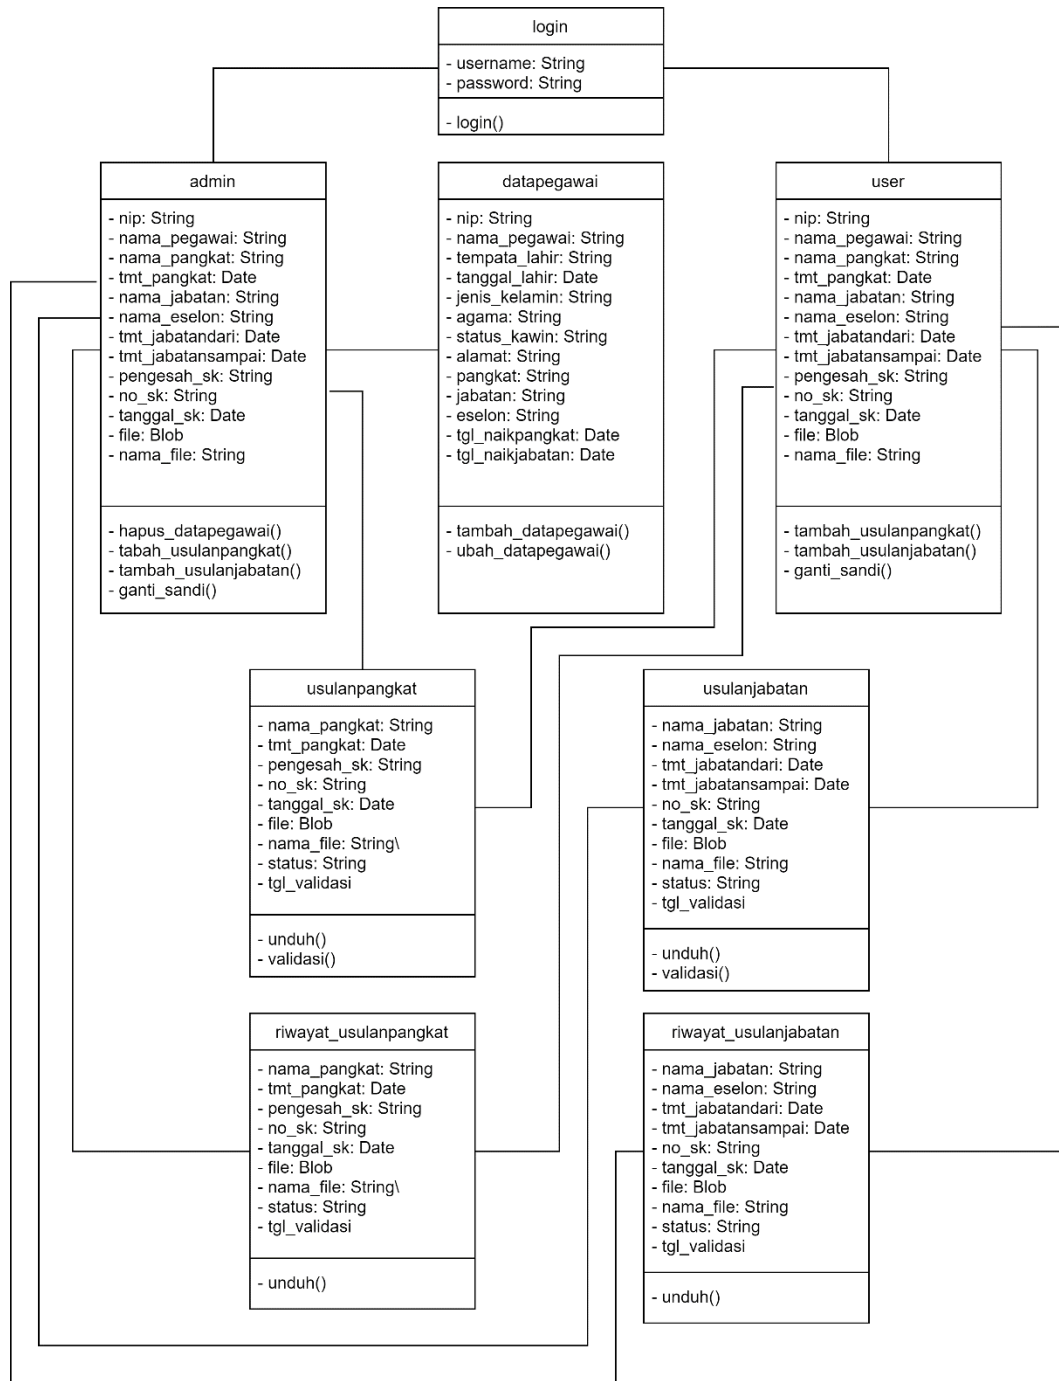 login
- username: String
- password: String
- login()
admin
- nip: String
- nama_pegawai: String
- nama_pangkat: String
- tmt_pangkat: Date
- nama_jabatan: String
- nama_eselon: String
- tmt_jabatandari: Date
- tmt_jabatansampai: Date
- pengesah_sk: String
- no_sk: String
- tanggal_sk: Date
- file: Blob
- nama_file: String
- hapus_datapegawai()
- tabah_usulanpangkat()
- tambah_usulanjabatan()
- ganti_sandi()
datapegawai
- nip: String
- nama_pegawai: String
- tempata_lahir: String
- tanggal_lahir: Date
- jenis_kelamin: String
- agama: String
- status_kawin: String
- alamat: String
- pangkat: String
- jabatan: String
- eselon: String
- tgl_naikpangkat: Date
- tgl_naikjabatan: Date
- tambah_datapegawai()
- ubah_datapegawai()
user
- nip: String
- nama_pegawai: String
- nama_pangkat: String
- tmt_pangkat: Date
- nama_jabatan: String
- nama_eselon: String
- tmt_jabatandari: Date
- tmt_jabatansampai: Date
- pengesah_sk: String
- no_sk: String
- tanggal_sk: Date
- file: Blob
- nama_file: String
- tambah_usulanpangkat()
- tambah_usulanjabatan()
- ganti_sandi()
usulanpangkat
- nama_pangkat: String
- tmt_pangkat: Date
- pengesah_sk: String
- no_sk: String
- tanggal_sk: Date
- file: Blob
- nama_file: String\
- status: String
- tgl_validasi
- unduh()
- validasi()
usulanjabatan
- nama_jabatan: String
- nama_eselon: String
- tmt_jabatandari: Date
- tmt_jabatansampai: Date
- no_sk: String
- tanggal_sk: Date
- file: Blob
- nama_file: String
- status: String
- tgl_validasi
- unduh()
- validasi()
riwayat_usulanpangkat
- nama_pangkat: String
- tmt_pangkat: Date
- pengesah_sk: String
- no_sk: String
- tanggal_sk: Date
- file: Blob
- nama_file: String\
- status: String
- tgl_validasi
- unduh()
riwayat_usulanjabatan
- nama_jabatan: String
- nama_eselon: String
- tmt_jabatandari: Date
- tmt_jabatansampai: Date
- no_sk: String
- tanggal_sk: Date
- file: Blob
- nama_file: String
- status: String
- tgl_validasi
- unduh()